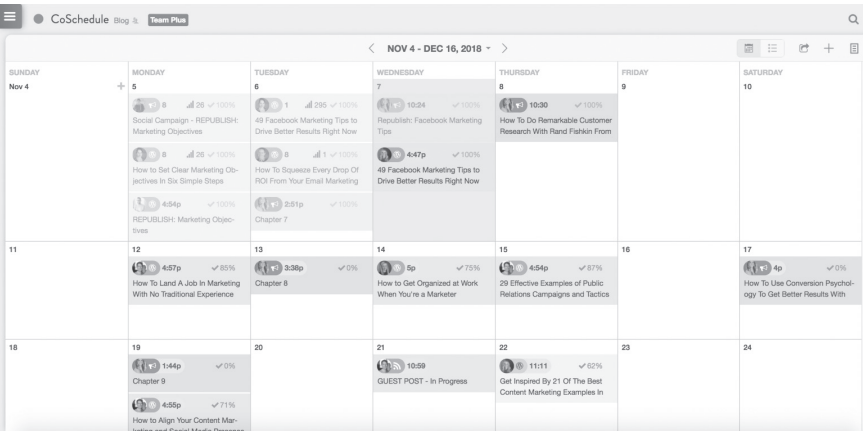 CoSchedule Blog Team Plus
NOV 4 - DEC 16, 2018
SUNDAY MONDAY TUESDAY WEDNESDAY THURSDAY FRIDAY SATURDAY
Nov 4 5 6 7 8 9 10
8 26 100%
Social Campaign - REPUBLISH:
Marketing Objectives
8 26 100%
How to Set Clear Marketing Ob-
jectives In Six Simple Steps
4:54p 100%
REPUBLISH: Marketing Objec-
tives
1 295 100%
49 Facebook Marketing Tips to
Drive Better Results Right Now
8 1 100%
How To Squeeze Every Drop Of
ROI From Your Email Marketing
2:51p 100%
Chapter 7
10:24 100%
Republish: Facebook Marketing
Tips
4:47p 100%
49 Facebook Marketing Tips to
Drive Better Results Right Now
10:30 100%
How To Do Remarkable Customer
Research With Rand Fishkin From
11 12 13 14 15 16 17
4:57p 85%
How To Land A Job In Marketing
With No Traditional Experience
3:38p 0%
Chapter 8
5p 75%
How to Get Organized at Work
When You're a Marketer
4:54p 87%
29 Effective Examples of Public
Relations Campaigns and Tactics
4p 0%
How To Use Conversion Psychol-
ogy To Get Better Results With
18 19 20 21 22 23 24
1:44p 0%
Chapter 9
4:55p 71%
How to Align Your Content Mar-
keting and Social Media Presence
10:59
GUEST POST - In Progress
11:11 62%
Get Inspired By 21 Of The Best
Content Marketing Examples In